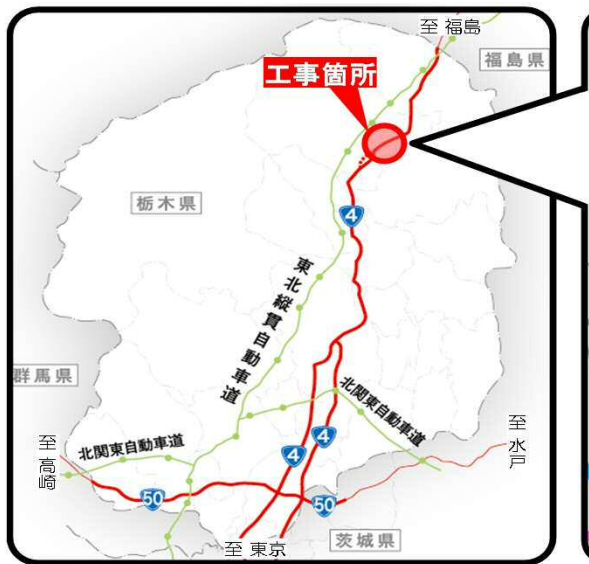 至 福島
福島県
工事箇所
栃木県
4
東北縦貫自動車道
群馬県
北関東自動車道
至 水戸
至 高崎
北関東自動車道
4
4
50
50
至 東京
茨城県